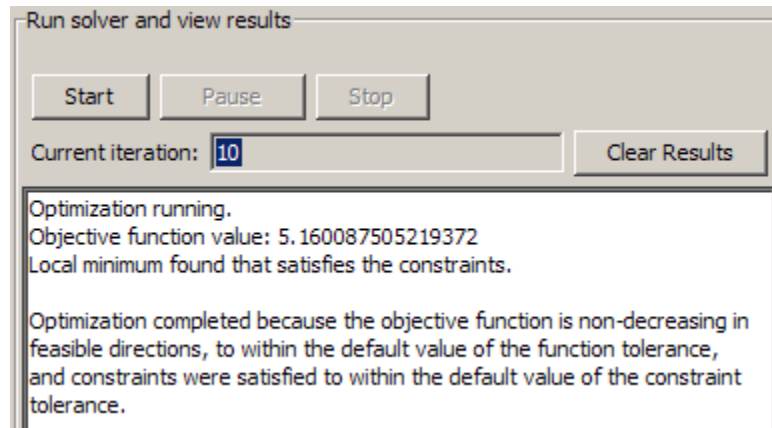 Run solver and view results
Start Pause Stop
Current iteration: 10 Clear Results
Optimization running.
Objective function value: 5.160087505219372
Local minimum found that satisfies the constraints.
Optimization completed because the objective function is non-decreasing in
feasible directions, to within the default value of the function tolerance,
and constraints were satisfied to within the default value of the constraint
tolerance.